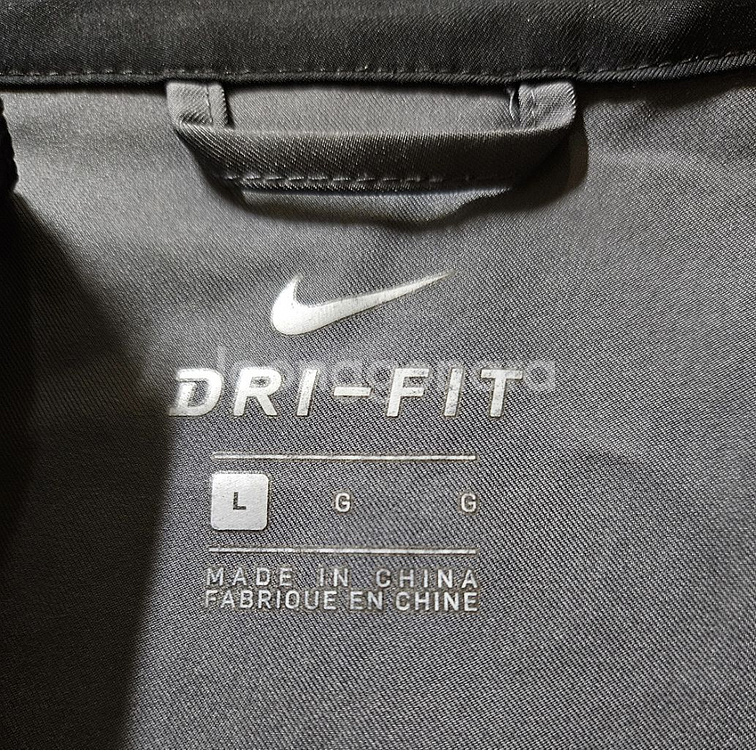 DRI-FIT
L G G
MADE IN CHINA
FABRIQUE EN CHINE